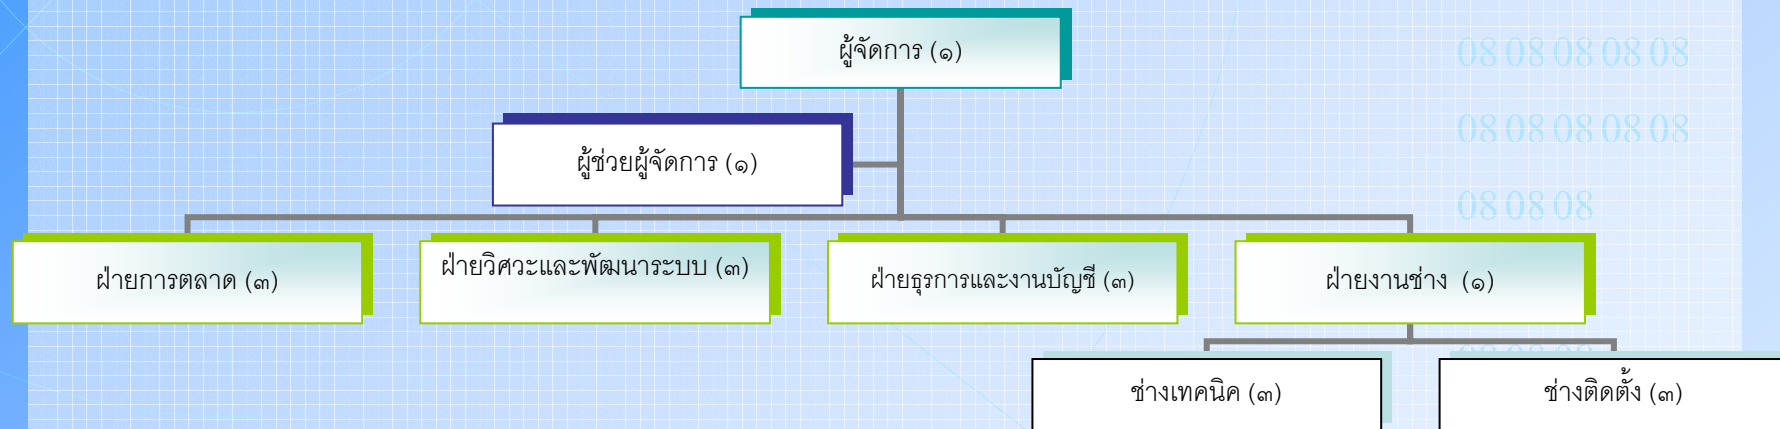 ผู้จัดการ (๑)
08 08 08 08 08
ผู้ช่วยผู้จัดการ (๑)
08 08 08 08 08
08 08 08
ฝ่ายการตลาด (๓)
ฝ่ายวิศวะและพัฒนาระบบ (๓)
ฝ่ายธุรการและงานบัญชี (๓)
ฝ่ายงานช่าง (๑)
ช่างเทคนิค (๓)
ช่างติดตั้ง (๓)